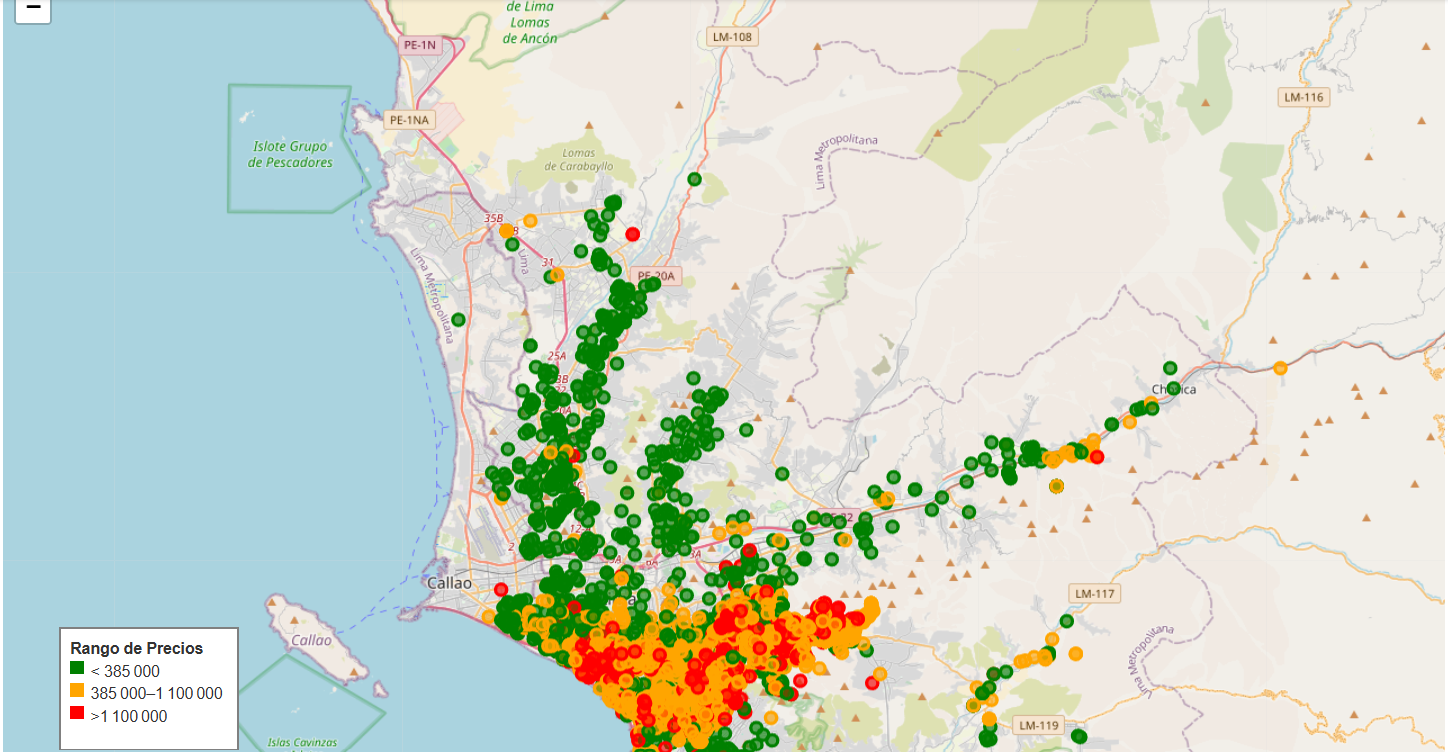 −
de Lima
Lomas
de Ancón
PE-1N
LM-108
LM-116
PE-1NA
Islote Grupo
de Pescadores
Lomas
de Carabayllo
Lima Metropolitana
35B
Lima
31
Lima Metropolitana
PE-20A
25A
Callao
2
LM-117
Callao
Lima Metropolitana
LM-119
Islas Cavinzas
Rango de Precios
< 385 000
385 000–1 100 000
>1 100 000